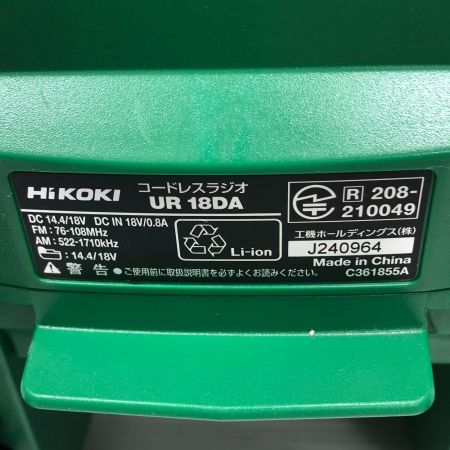 HiKOKI
コードレスラジオ
UR 18DA
DC 14.4/18V DC IN 18V/0.8A
FM : 76-108MHz
AM : 522-1710kHz
: 14.4/18V
Li-ion
R 208-
210049
工機ホールディングス(株)
J240964
Made in China
C361855A
警告 ●ご使用前に取扱説明書を必ずよくお読みください。